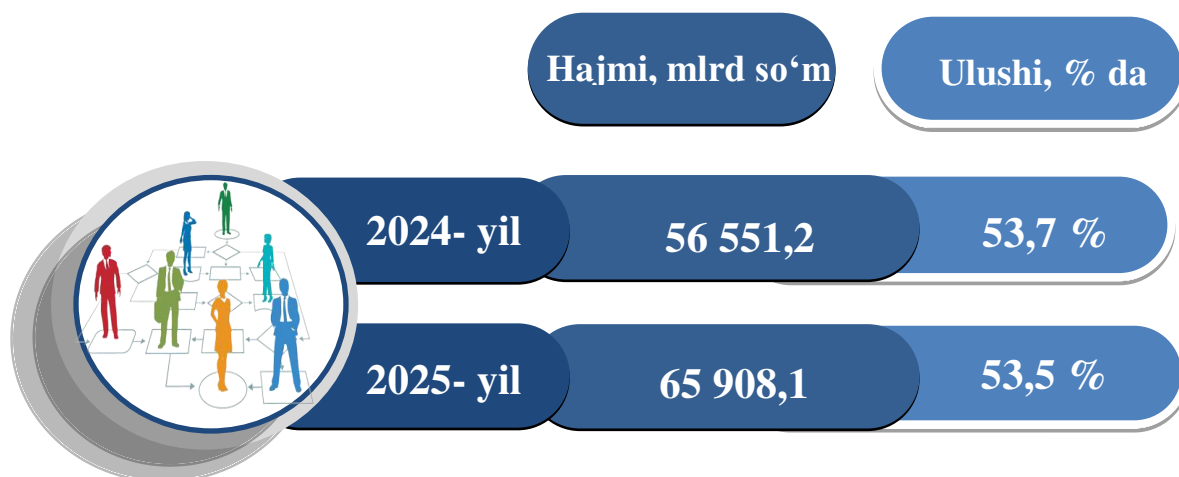 Hajmi, mlrd so‘m
Ulushi, % da
2024- yil
56 551,2
53,7 %
2025- yil
65 908,1
53,5 %